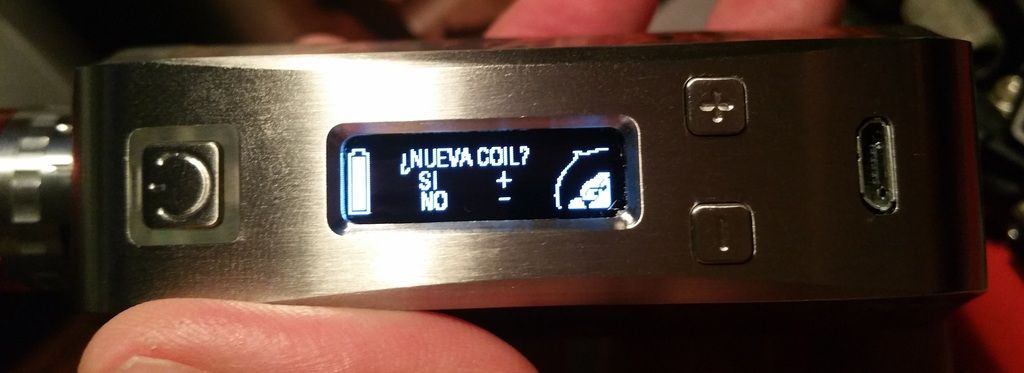 ¿NUEVA COIL?
SI +
NO -
+
-